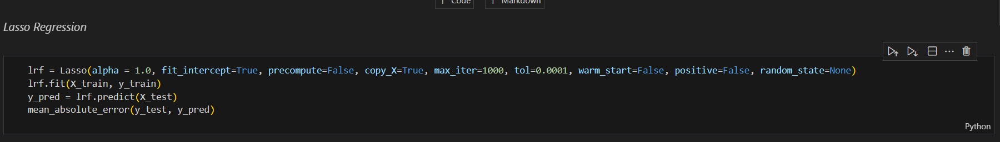 Code
Markdown
Lasso Regression
lrf = Lasso(alpha = 1.0, fit_intercept=True, precompute=False, copy_X=True, max_iter=1000, tol=0.0001, warm_start=False, positive=False, random_state=None)
lrf.fit(X_train, y_train)
y_pred = lrf.predict(X_test)
mean_absolute_error(y_test, y_pred)
Python